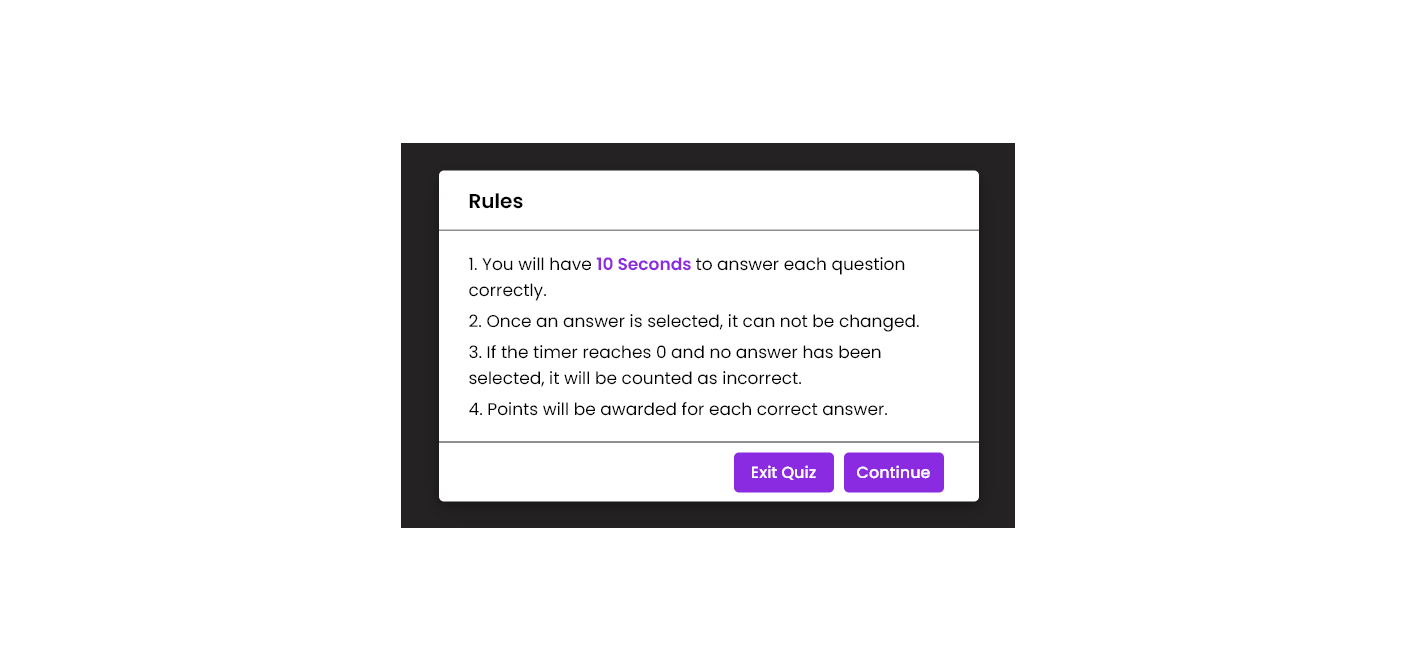 Rules
1. You will have 10 Seconds to answer each question
correctly.
2. Once an answer is selected, it can not be changed.
3. If the timer reaches 0 and no answer has been
selected, it will be counted as incorrect.
4. Points will be awarded for each correct answer.
Exit Quiz
Continue